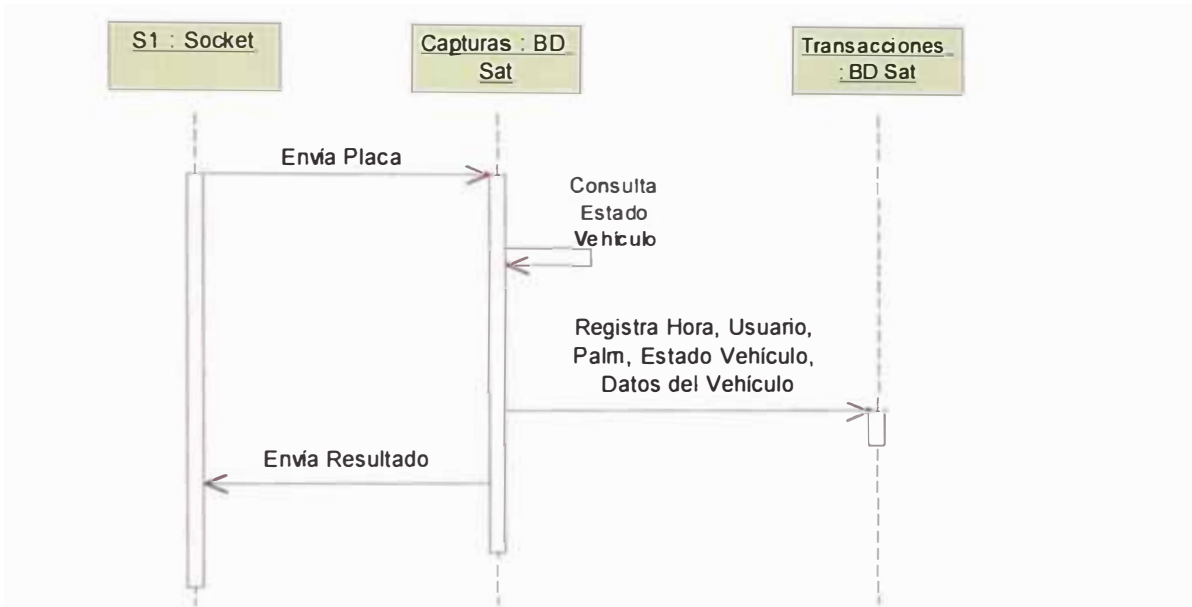 S1 : Socket
Capturas : BD
Sat
Transacciones
: BD Sat
Envía Placa
Consulta
Estado
Vehículo
Registra Hora, Usuario,
Palm, Estado Vehículo,
Datos del Vehículo
Envía Resultado